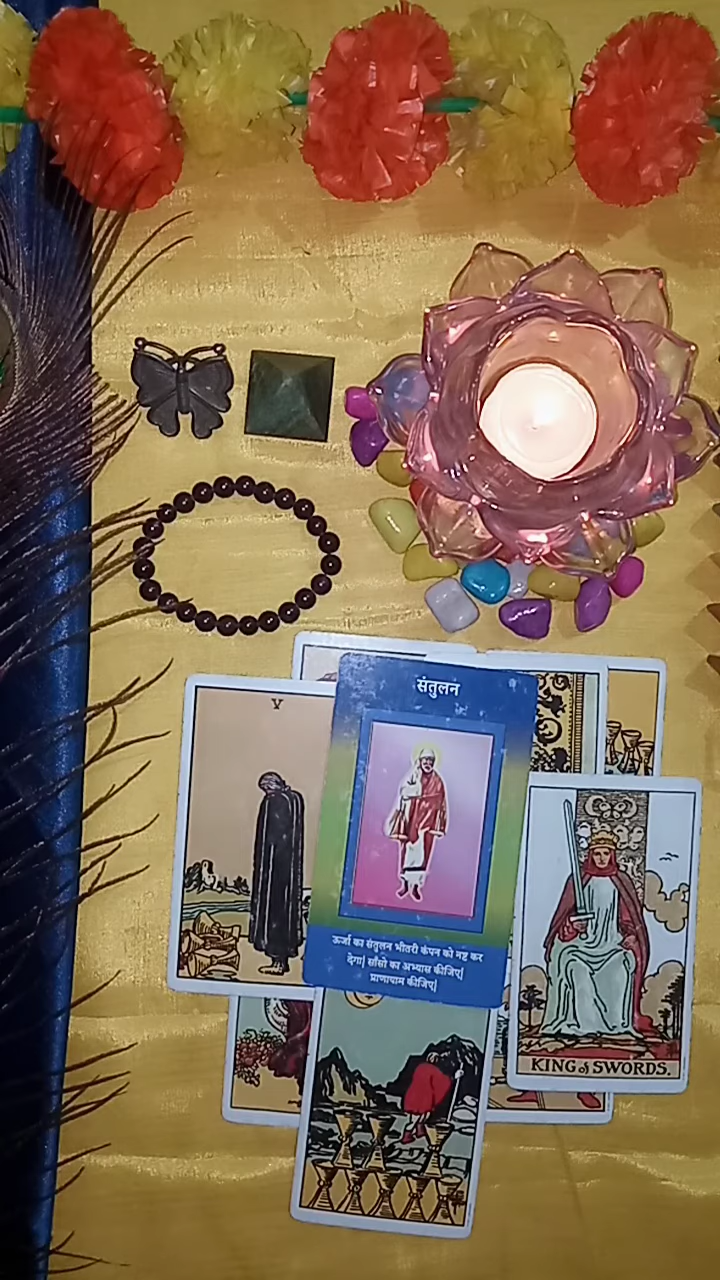 संतुलन
V
ऊर्जा का संतुलन भीतरी कंपन को नष्ट कर
देगा| साँसो का अभ्यास कीजिए|
प्राणायाम कीजिए|
KING of SWORDS.